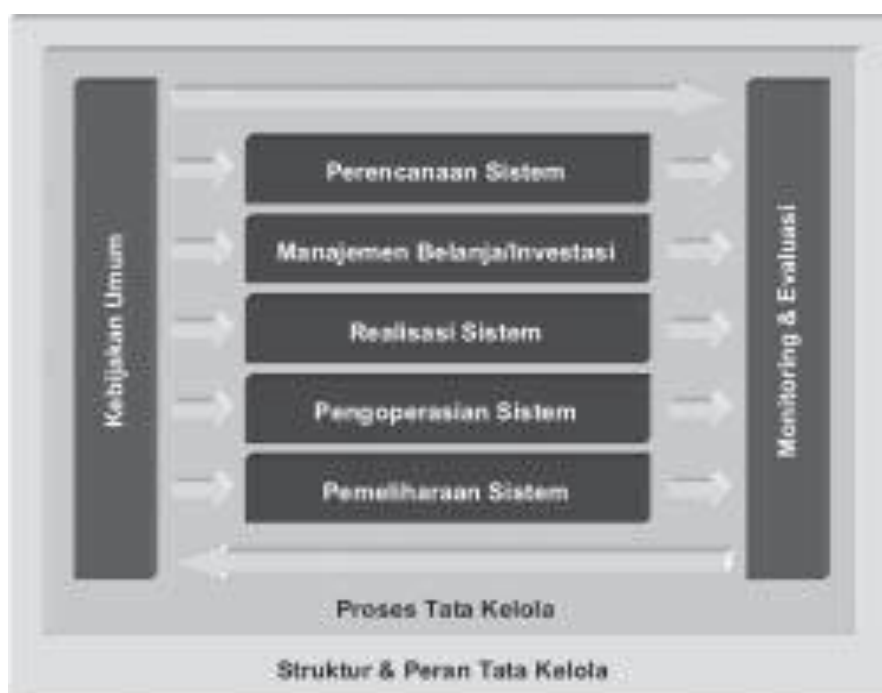 Kebijakan Umum
Perencanaan Sistem
Manajemen Belanja/Investasi
Realisasi Sistem
Pengoperasian Sistem
Pemeliharaan Sistem
Monitoring & Evaluasi
Proses Tata Kelola
Struktur & Peran Tata Kelola